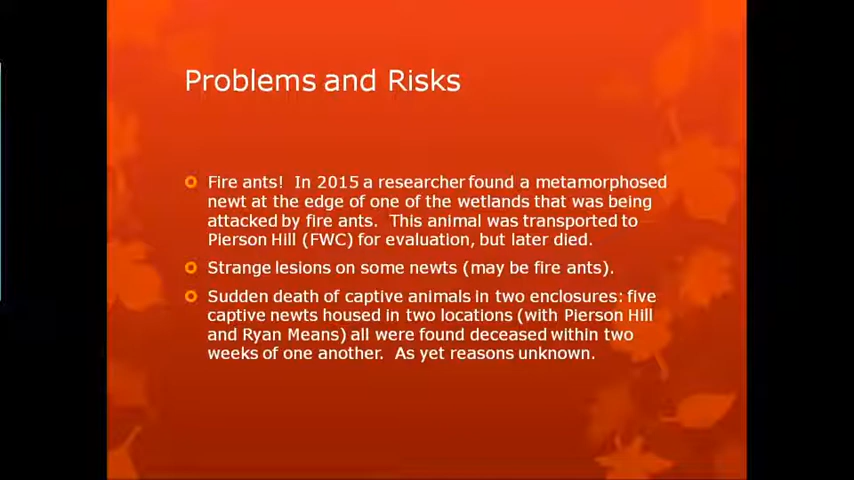 Problems and Risks
Fire ants! In 2015 a researcher found a metamorphosed
newt at the edge of one of the wetlands that was being
attacked by fire ants. This animal was transported to
Pierson Hill (FWC) for evaluation, but later died.
Strange lesions on some newts (may be fire ants).
Sudden death of captive animals in two enclosures: five
captive newts housed in two locations (with Pierson Hill
and Ryan Means) all were found deceased within two
weeks of one another. As yet reasons unknown.